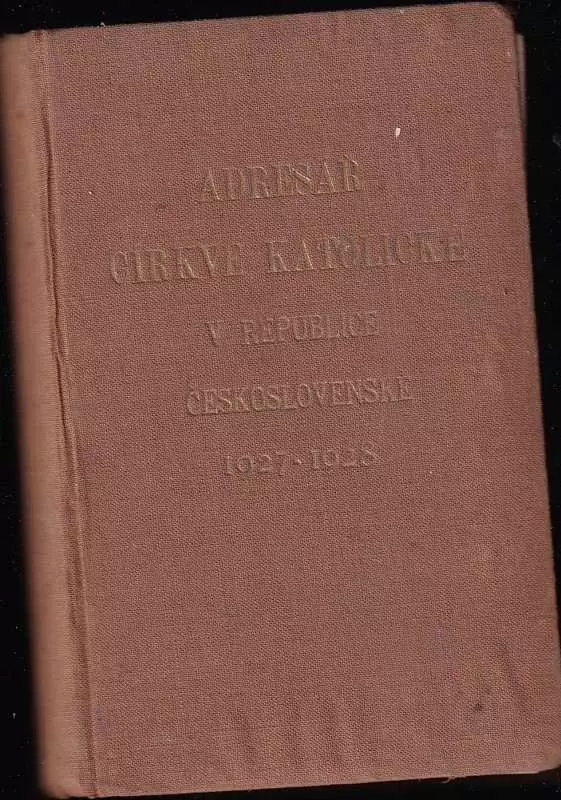 ADRESÁŘ
CÍRKVE KATOLICKÉ
V REPUBLICE
ČESKOSLOVENSKÉ
1927-1928